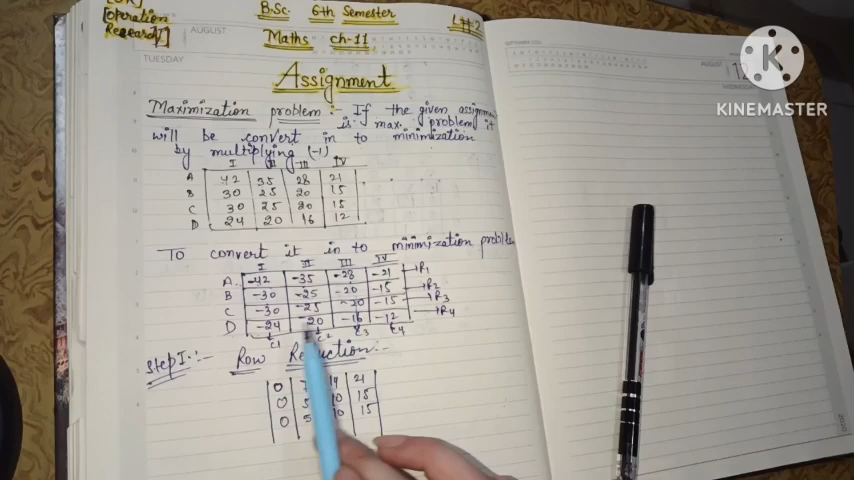 [Operation
Research]
B.Sc. 6th Semester
Maths ch-11
AUGUST
TUESDAY
Assignment
Maximization problem:- If the given assignment
is max. problem it
will be convert in to minimization
by multiplying (-1)
I II III IV
A 42 35 28 21
B 30 25 20 15
C 30 25 20 15
D 24 20 16 12
To convert it in to minimization problem
I II III IV
A -42 -35 -28 -21 →R1
B -30 -25 -20 -15 →R2
C -30 -25 -20 -15 →R3
D -24 -20 -16 -12 →R4
C1 C2 C3 C4
Step I:- Row Reduction:-
0 21
0 5 15
0 5 15
SEPTEMBER
AUGUST
WEDNESDAY
KINEMASTER